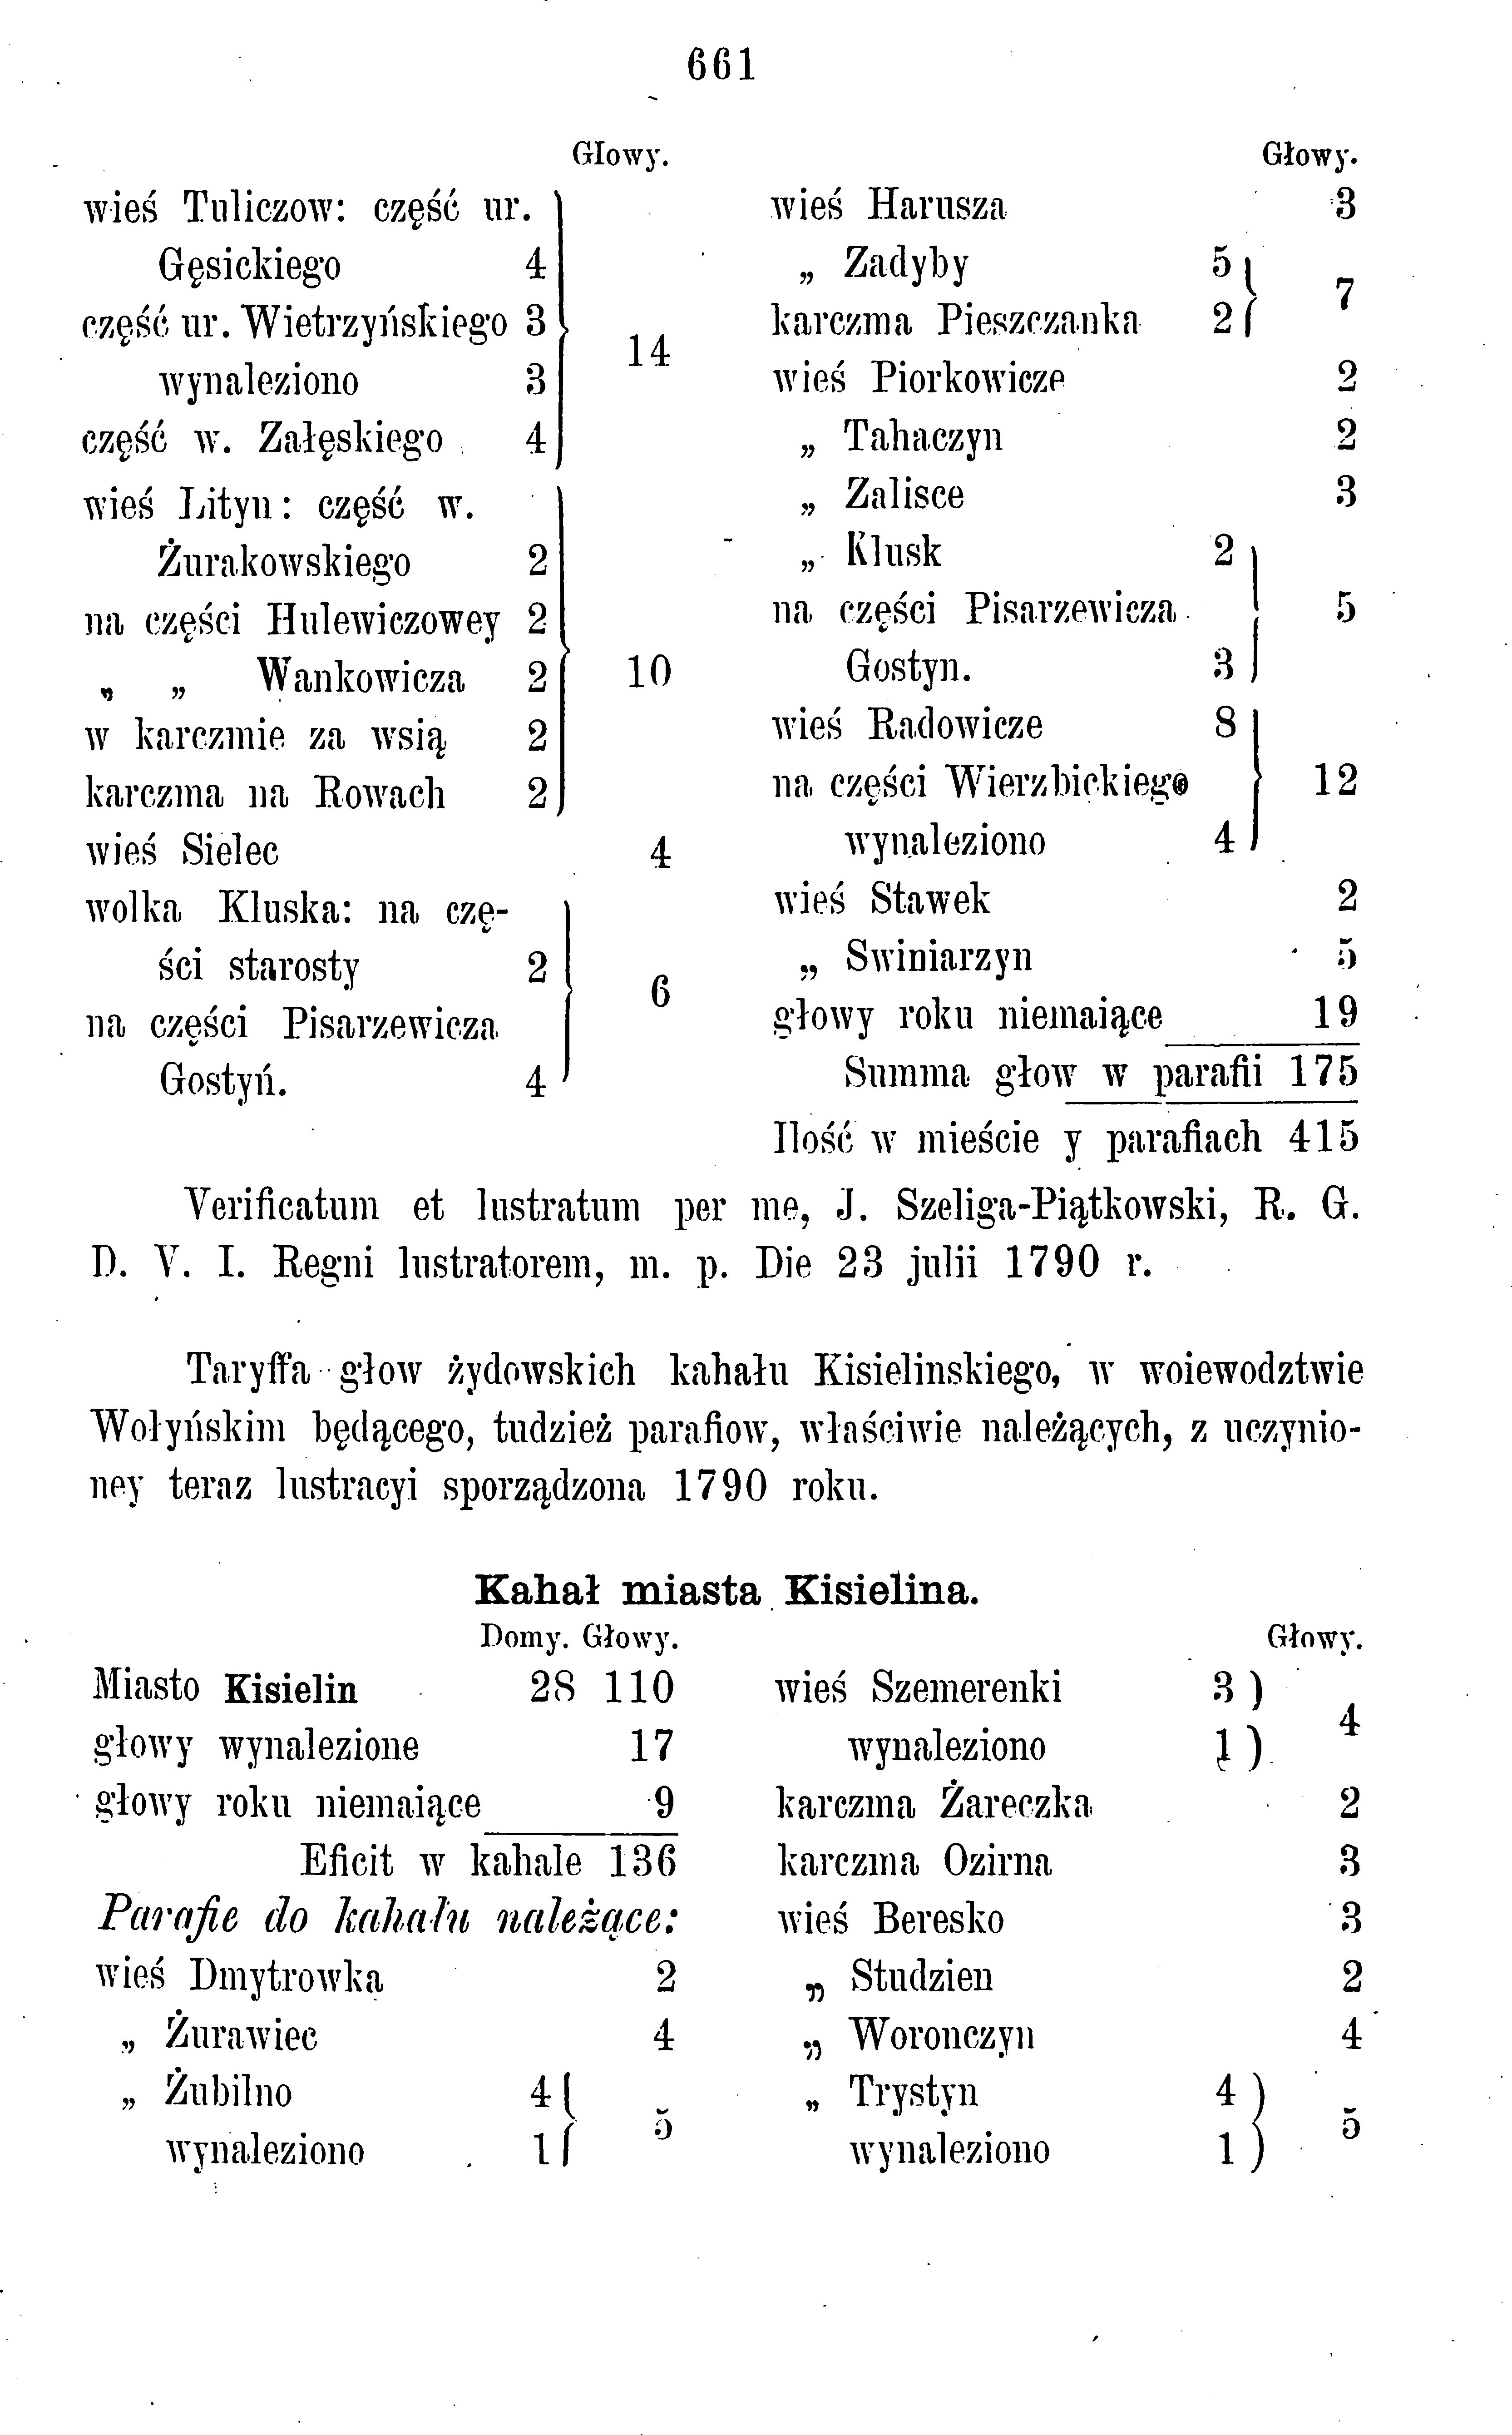 661
Głowy.
wieś Tuliczow: część ur.
Gęsickiego 4
część ur. Wietrzyńskiego 3
14
wynaleziono 3
część w. Załęskiego 4
wieś Lityn: część w.
Żurakowskiego 2
na części Hulewiczowey 2
„ „ Wankowicza 2
10
w karczmie za wsią 2
karczma na Rowach 2
wieś Sielec 4
wolka Kluska: na czę-
ści starosty 2
6
na części Pisarzewicza
Gostyń. 4
Głowy.
wieś Harusza 3
„ Zadyby 5
7
karczma Pieszczanka 2
wieś Piorkowicze 2
„ Tahaczyn 2
„ Zalisce 3
„ Klusk 2
na części Pisarzewicza 5
Gostyn. 3
wieś Radowicze 8
na części Wierzbickiego 12
wynaleziono 4
wieś Stawek 2
„ Swiniarzyn 5
głowy roku niemaiące 19
Summa głow w parafii 175
Ilość w mieście y parafiach 415
Verificatum et lustratum per me, J. Szeliga-Piątkowski, R. G.
D. V. I. Regni lustratorem, m. p. Die 23 julii 1790 r.
Taryffa głow żydowskich kahału Kisielinskiego, w woiewodztwie
Wołyńskim będącego, tudzież parafiow, właściwie należących, z uczynio-
ney teraz lustracyi sporządzona 1790 roku.
Kahał miasta Kisielina.
Domy. Głowy.
Miasto Kisielin 28 110
głowy wynalezione 17
głowy roku niemaiące 9
Eficit w kahale 136
Parafie do kahału należące:
wieś Dmytrowka 2
„ Żurawiec 4
„ Żubilno 4
5
wynaleziono 1
Głowy.
wieś Szemerenki 3
4
wynaleziono 1
karczma Żareczka 2
karczma Ozirna 3
wieś Beresko 3
„ Studzien 2
„ Woronczyn 4
„ Trystyn 4
5
wynaleziono 1